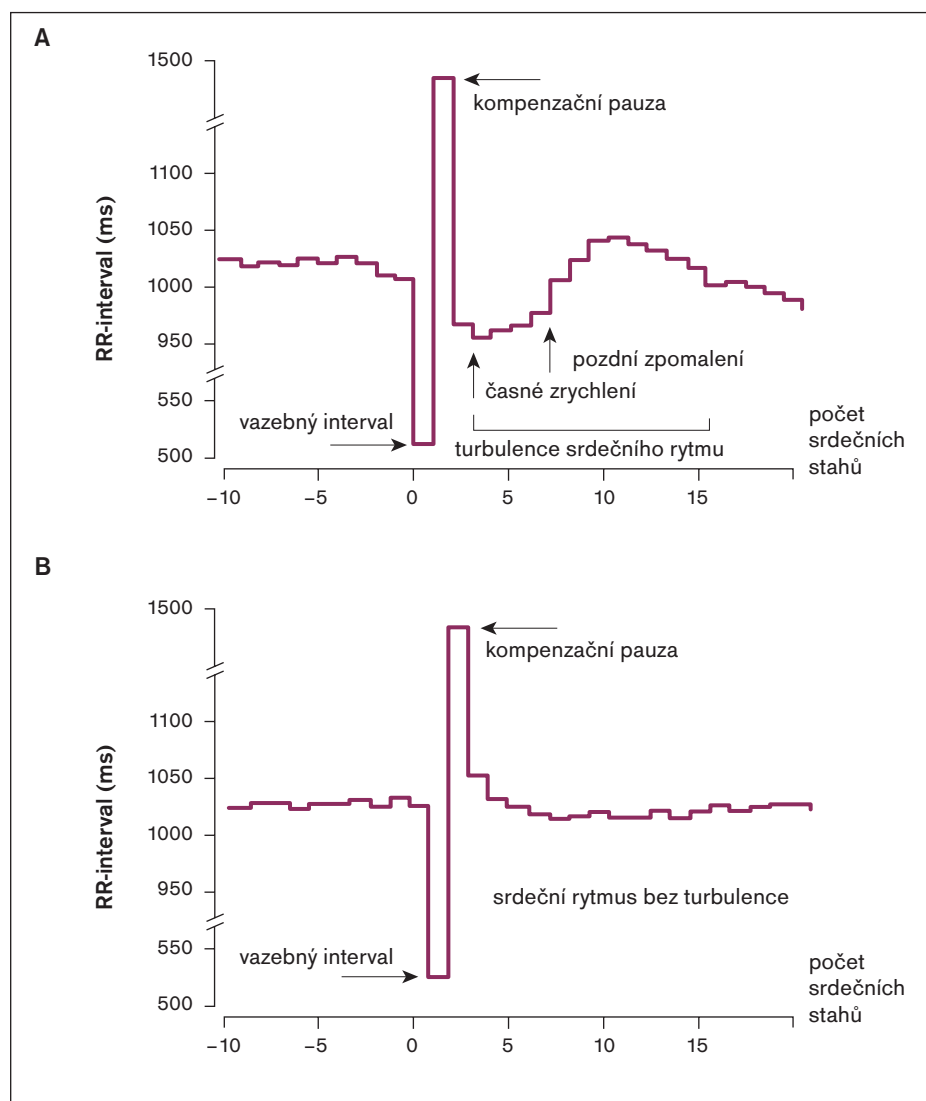 A
1500
kompenzační pauza
1100
1050
1000
950
pozdní zpomalení
časné zrychlení
550
vazebný interval
500
turbulence srdečního rytmu
RR-interval (ms)
počet
srdečních
stahů
−10 −5 0 5 10 15
B
1500
kompenzační pauza
1100
1050
1000
950
srdeční rytmus bez turbulence
550
vazebný interval
500
RR-interval (ms)
počet
srdečních
stahů
−10 −5 0 5 10 15